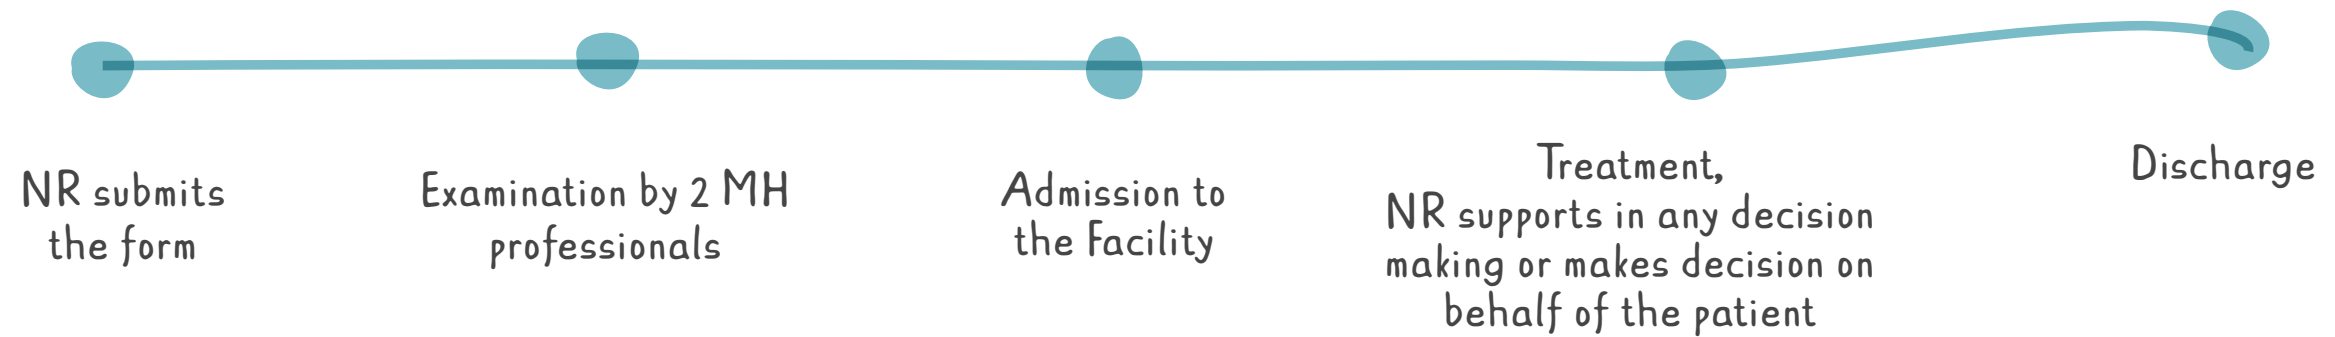 NR submits
the form
Examination by 2 MH
professionals
Admission to
the Facility
Treatment,
NR supports in any decision
making or makes decision on
behalf of the patient
Discharge